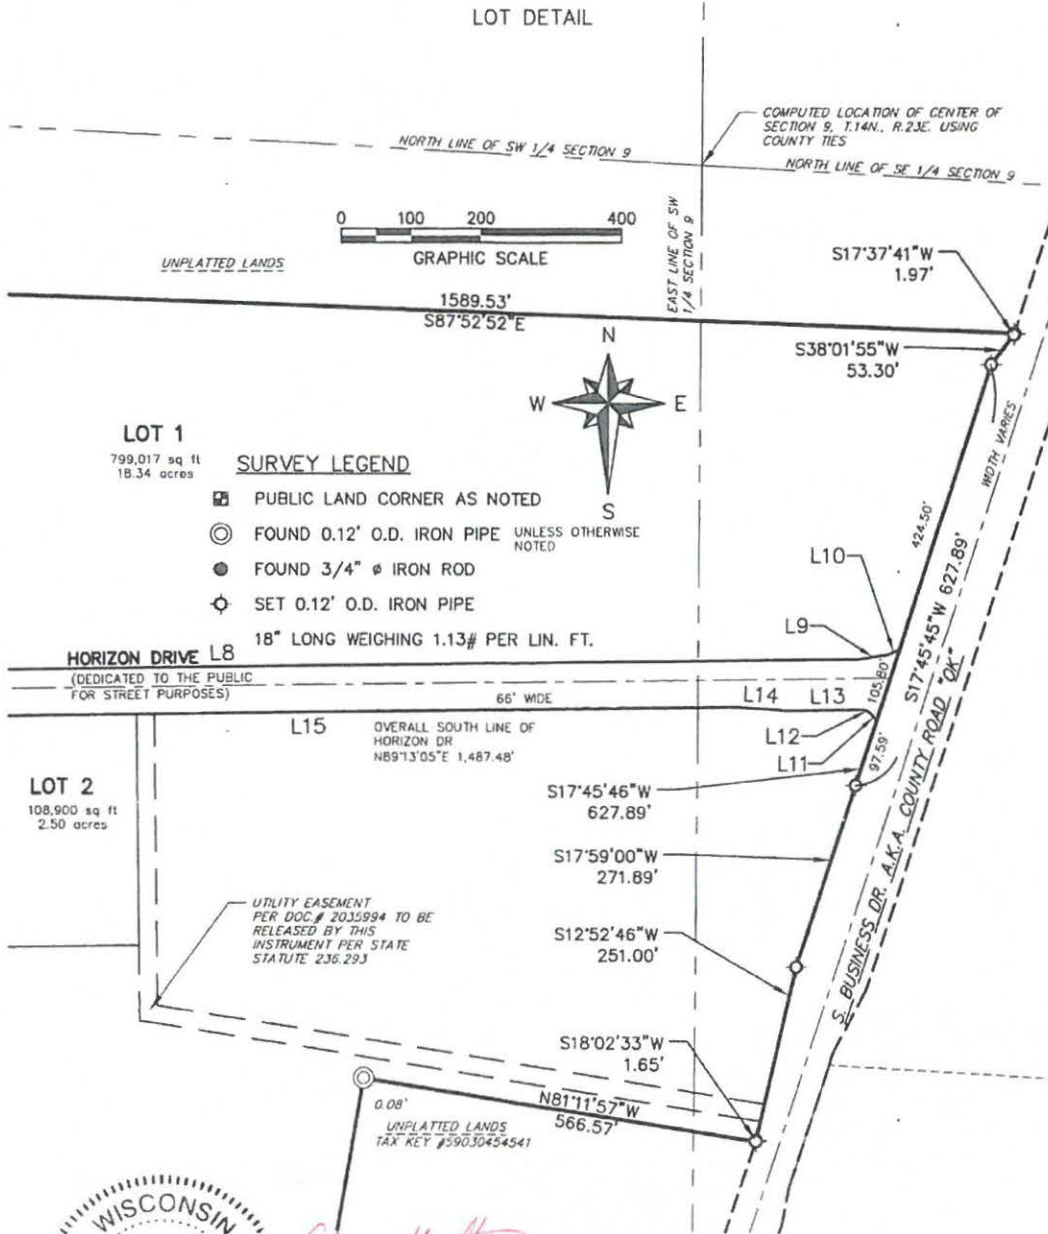 LOT DETAIL
COMPUTED LOCATION OF CENTER OF
SECTION 9, T.14N., R.23E. USING
COUNTY TIES
NORTH LINE OF SW 1/4 SECTION 9
NORTH LINE OF SE 1/4 SECTION 9
0 100 200 400
GRAPHIC SCALE
EAST LINE OF SW
1/4 SECTION 9
UNPLATTED LANDS
S17°37'41"W
1.97'
1589.53'
S87°52'52"E
S38°01'55"W
53.30'
N
W E
S
WIDTH VARIES
LOT 1
799,017 sq ft
18.34 acres
SURVEY LEGEND
PUBLIC LAND CORNER AS NOTED
FOUND 0.12' O.D. IRON PIPE UNLESS OTHERWISE
NOTED
FOUND 3/4" ø IRON ROD
SET 0.12' O.D. IRON PIPE
18" LONG WEIGHING 1.13# PER LIN. FT.
424.50'
S17°45'45"W 627.89'
L10
L9
HORIZON DRIVE L8
(DEDICATED TO THE PUBLIC
FOR STREET PURPOSES)
66' WIDE
L14 L13
105.80'
L15
OVERALL SOUTH LINE OF
HORIZON DR
N89°13'05"E 1,487.48'
L12
L11
97.59'
LOT 2
108,900 sq ft
2.50 acres
S17°45'46"W
627.89'
S17°59'00"W
271.89'
S. BUSINESS DR. A.K.A. COUNTY ROAD "OK"
UTILITY EASEMENT
PER DOC.# 2035994 TO BE
RELEASED BY THIS
INSTRUMENT PER STATE
STATUTE 236.293
S12°52'46"W
251.00'
S18°02'33"W
1.65'
N81°11'57"W
566.57'
0.08'
UNPLATTED LANDS
TAX KEY #59030454541
WISCONSIN